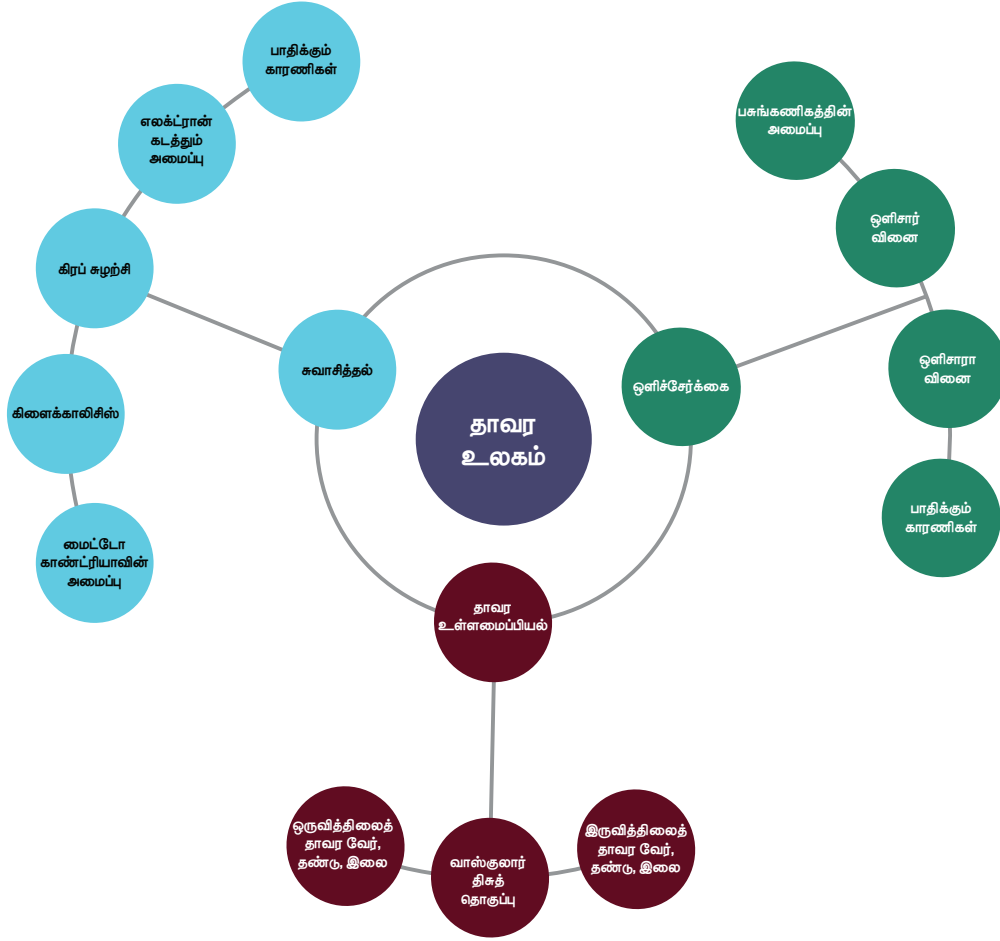 பாதிக்கும்
காரணிகள்
எலக்ட்ரான்
கடத்தும்
அமைப்பு
கிரப் சுழற்சி
கிளைக்காலிசிஸ்
மைட்டோ
காண்ட்ரியாவின்
அமைப்பு
சுவாசித்தல்
தாவர
உலகம்
பசுங்கணிகத்தின்
அமைப்பு
ஒளிசார்
வினை
ஒளிசாரா
வினை
பாதிக்கும்
காரணிகள்
ஒளிச்சேர்க்கை
தாவர
உள்ளமைப்பியல்
ஒருவித்திலைத்
தாவர வேர்,
தண்டு, இலை
வாஸ்குலார்
திசுத்
தொகுப்பு
இருவித்திலைத்
தாவர வேர்,
தண்டு, இலை